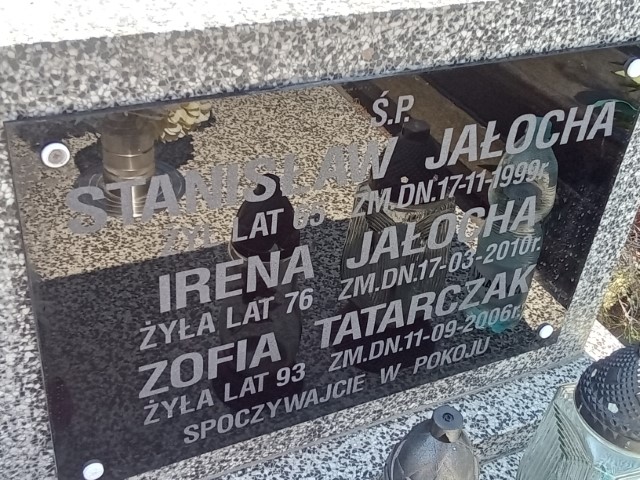 Ś.P.
STANISŁAW JAŁOCHA
ŻYŁ LAT 65 ZM.DN.17-11-1999r.
IRENA JAŁOCHA
ŻYŁA LAT 76 ZM.DN.17-03-2010r.
ZOFIA TATARCZAK
ŻYŁA LAT 93 ZM.DN.11-09-2006r.
SPOCZYWAJCIE W POKOJU